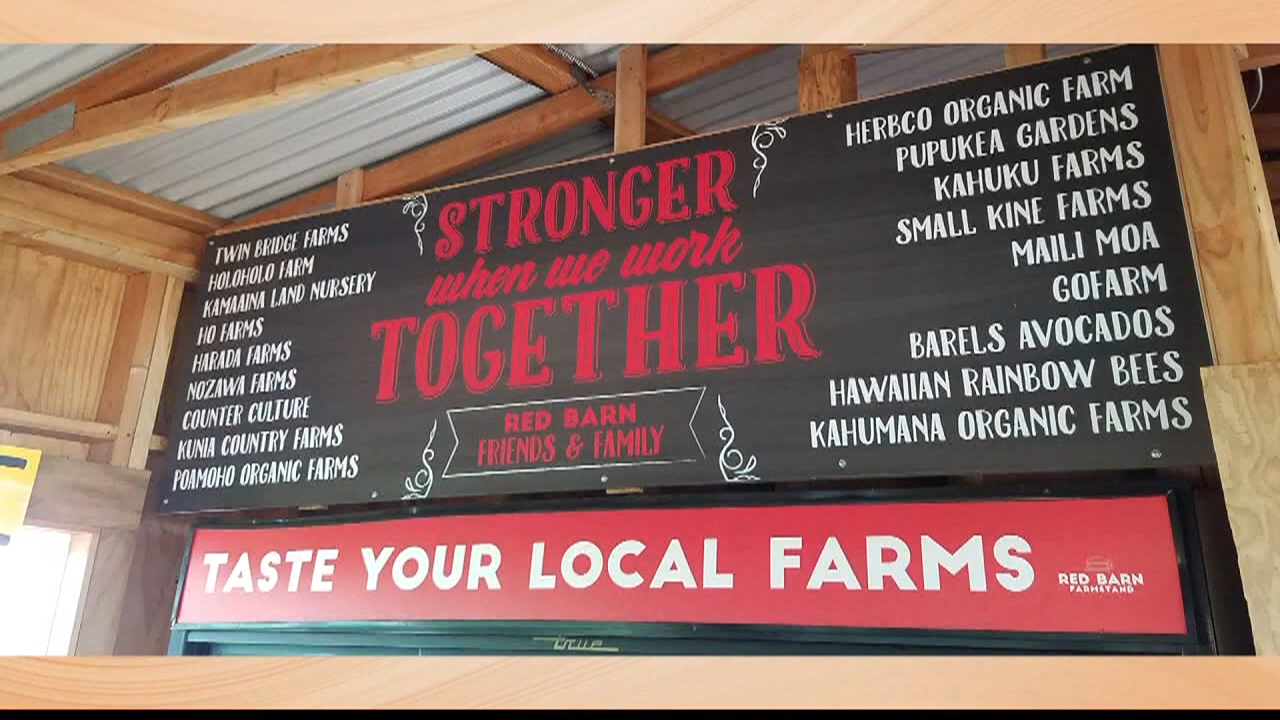 TWIN BRIDGE FARMS
HOLOHOLO FARM
KAMAAINA LAND NURSERY
HO FARMS
HARADA FARMS
NOZAWA FARMS
COUNTER CULTURE
KUNIA COUNTRY FARMS
POAMOHO ORGANIC FARMS
STRONGER
when we work
TOGETHER
RED BARN
FRIENDS & FAMILY
HERBCO ORGANIC FARM
PUPUKEA GARDENS
KAHUKU FARMS
SMALL KINE FARMS
MAILI MOA
GOFARM
BARELS AVOCADOS
HAWAIIAN RAINBOW BEES
KAHUMANA ORGANIC FARMS
TASTE YOUR LOCAL FARMS
RED BARN
FARMSTAND
true